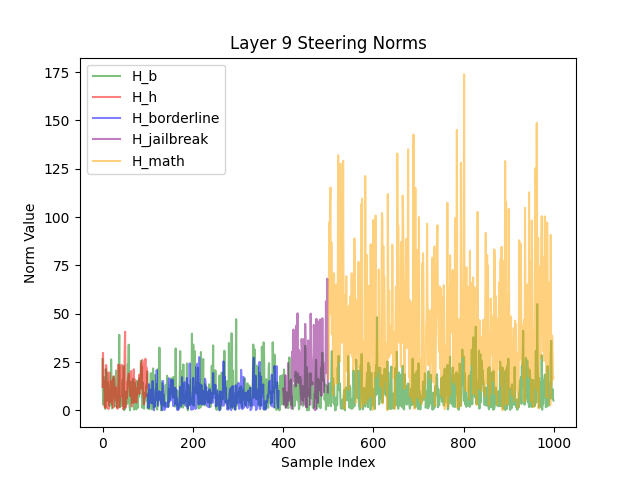 Layer 9 Steering Norms
H_b
H_h
H_borderline
H_jailbreak
H_math
Norm Value
175
150
125
100
75
50
25
0
0 200 400 600 800 1000
Sample Index